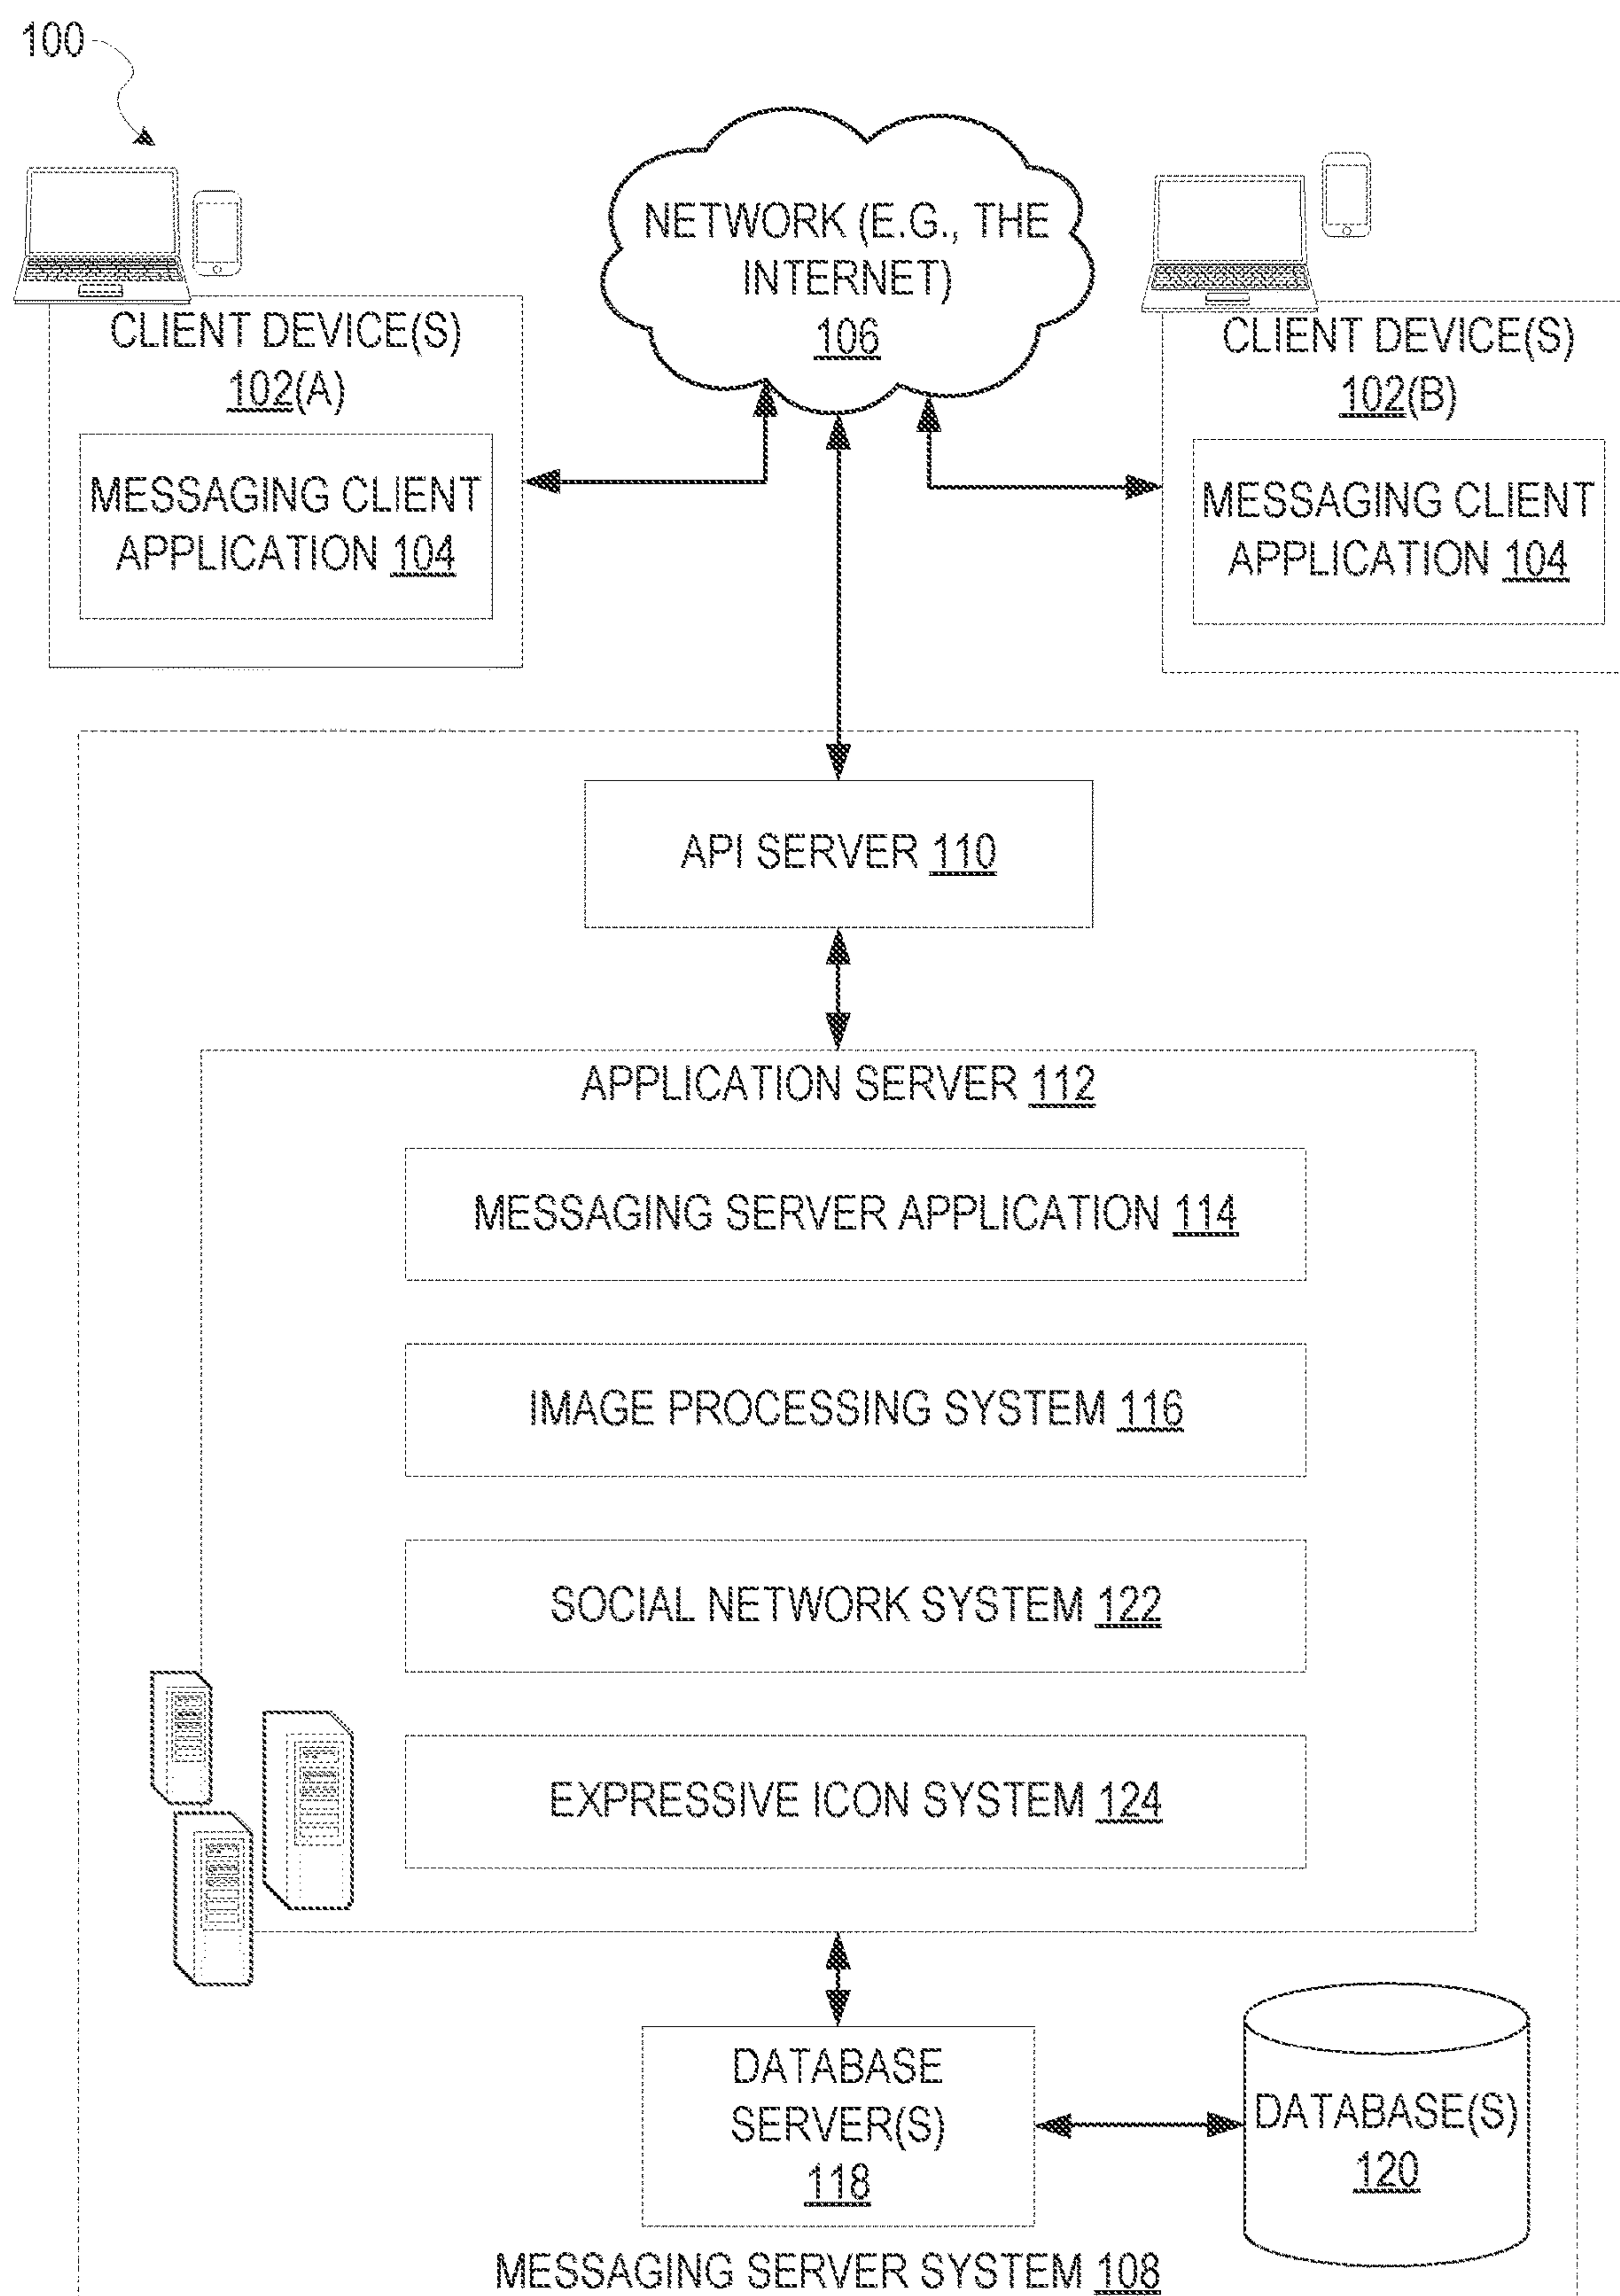 100
NETWORK (E.G., THE
INTERNET)
106
CLIENT DEVICE(S)
102(A)
MESSAGING CLIENT
APPLICATION 104
CLIENT DEVICE(S)
102(B)
MESSAGING CLIENT
APPLICATION 104
API SERVER 110
APPLICATION SERVER 112
MESSAGING SERVER APPLICATION 114
IMAGE PROCESSING SYSTEM 116
SOCIAL NETWORK SYSTEM 122
EXPRESSIVE ICON SYSTEM 124
DATABASE
SERVER(S)
118
DATABASE(S)
120
MESSAGING SERVER SYSTEM 108